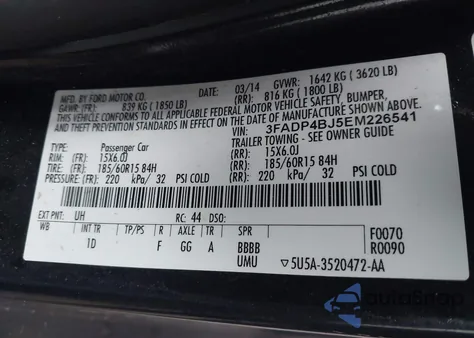 MFD. BY FORD MOTOR CO. 03/14 GVWR: 1642 KG ( 3620 LB)
GAWR: (FR): 839 KG ( 1850 LB) (RR): 816 KG ( 1800 LB)
THIS VEHICLE CONFORMS TO ALL APPLICABLE FEDERAL MOTOR VEHICLE SAFETY, BUMPER,
AND THEFT PREVENTION STANDARDS IN EFFECT ON THE DATE OF MANUFACTURE SHOWN ABOVE.
VIN: 3FADP4BJ5EM226541
TYPE: Passenger Car TRAILER TOWING - SEE OWNER GUIDE
RIM: (FR): 15X6.0J (RR): 15X6.0J
TIRE: (FR): 185/60R15 84H (RR): 185/60R15 84H
PRESSURE: (FR): 220 kPa/ 32 PSI COLD (RR): 220 kPa/ 32 PSI COLD
EXT PNT: UH RC: 44 DSO: F0070
WB INT TR TP/PS R AXLE TR SPR R0090
1D F GG A BBBB
UMU ▽5U5A-3520472-AA
autoSnap